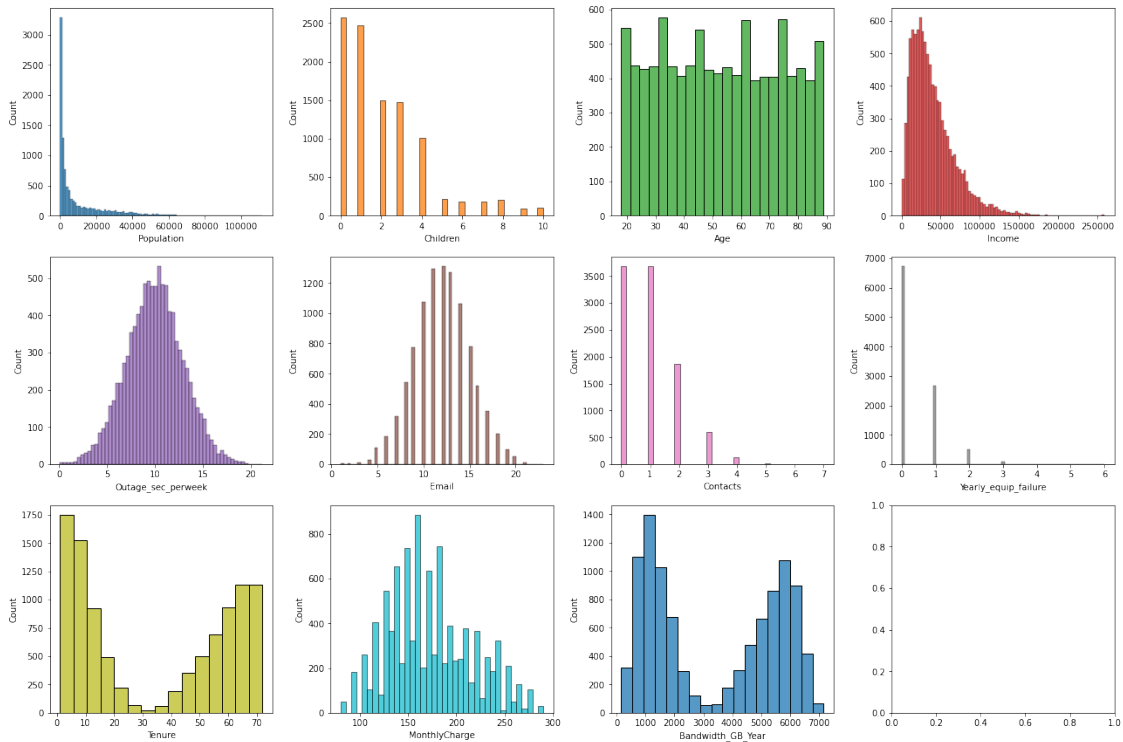 Count
3000
2500
2000
1500
1000
500
0
0 20000 40000 60000 80000 100000
Population
Count
2500
2000
1500
1000
500
0
0 2 4 6 8 10
Children
Count
600
500
400
300
200
100
0
20 30 40 50 60 70 80 90
Age
Count
600
500
400
300
200
100
0
0 50000 100000 150000 200000 250000
Income
Count
500
400
300
200
100
0
0 5 10 15 20
Outage_sec_perweek
Count
1200
1000
800
600
400
200
0
0 5 10 15 20
Email
Count
3500
3000
2500
2000
1500
1000
500
0
0 1 2 3 4 5 6 7
Contacts
Count
7000
6000
5000
4000
3000
2000
1000
0
0 1 2 3 4 5 6
Yearly_equip_failure
Count
1750
1500
1250
1000
750
500
250
0
0 10 20 30 40 50 60 70
Tenure
Count
800
600
400
200
0
100 150 200 250 300
MonthlyCharge
Count
1400
1200
1000
800
600
400
200
0
0 1000 2000 3000 4000 5000 6000 7000
Bandwidth_GB_Year
1.0
0.8
0.6
0.4
0.2
0.0
0.0 0.2 0.4 0.6 0.8 1.0